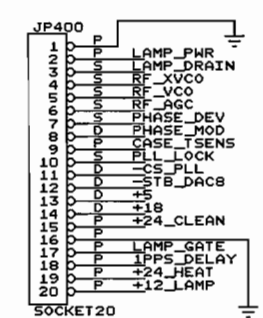 JP400
1 P
2 P LAMP_PWR
3 S LAMP_DRAIN
4 S RF_XVCO
5 S RF_VCO
6 S RF_AGC
7 S PHASE_DEV
8 D PHASE_MOD
9 P CASE_TSENS
10 S PLL_LOCK
11 D -CS_PLL
12 D -STB_DAC8
13 D +5
14 D +18
15 P +24_CLEAN
16 P
17 P LAMP_GATE
18 P 1PPS_DELAY
19 P +24_HEAT
20 P +12_LAMP
SOCKET20